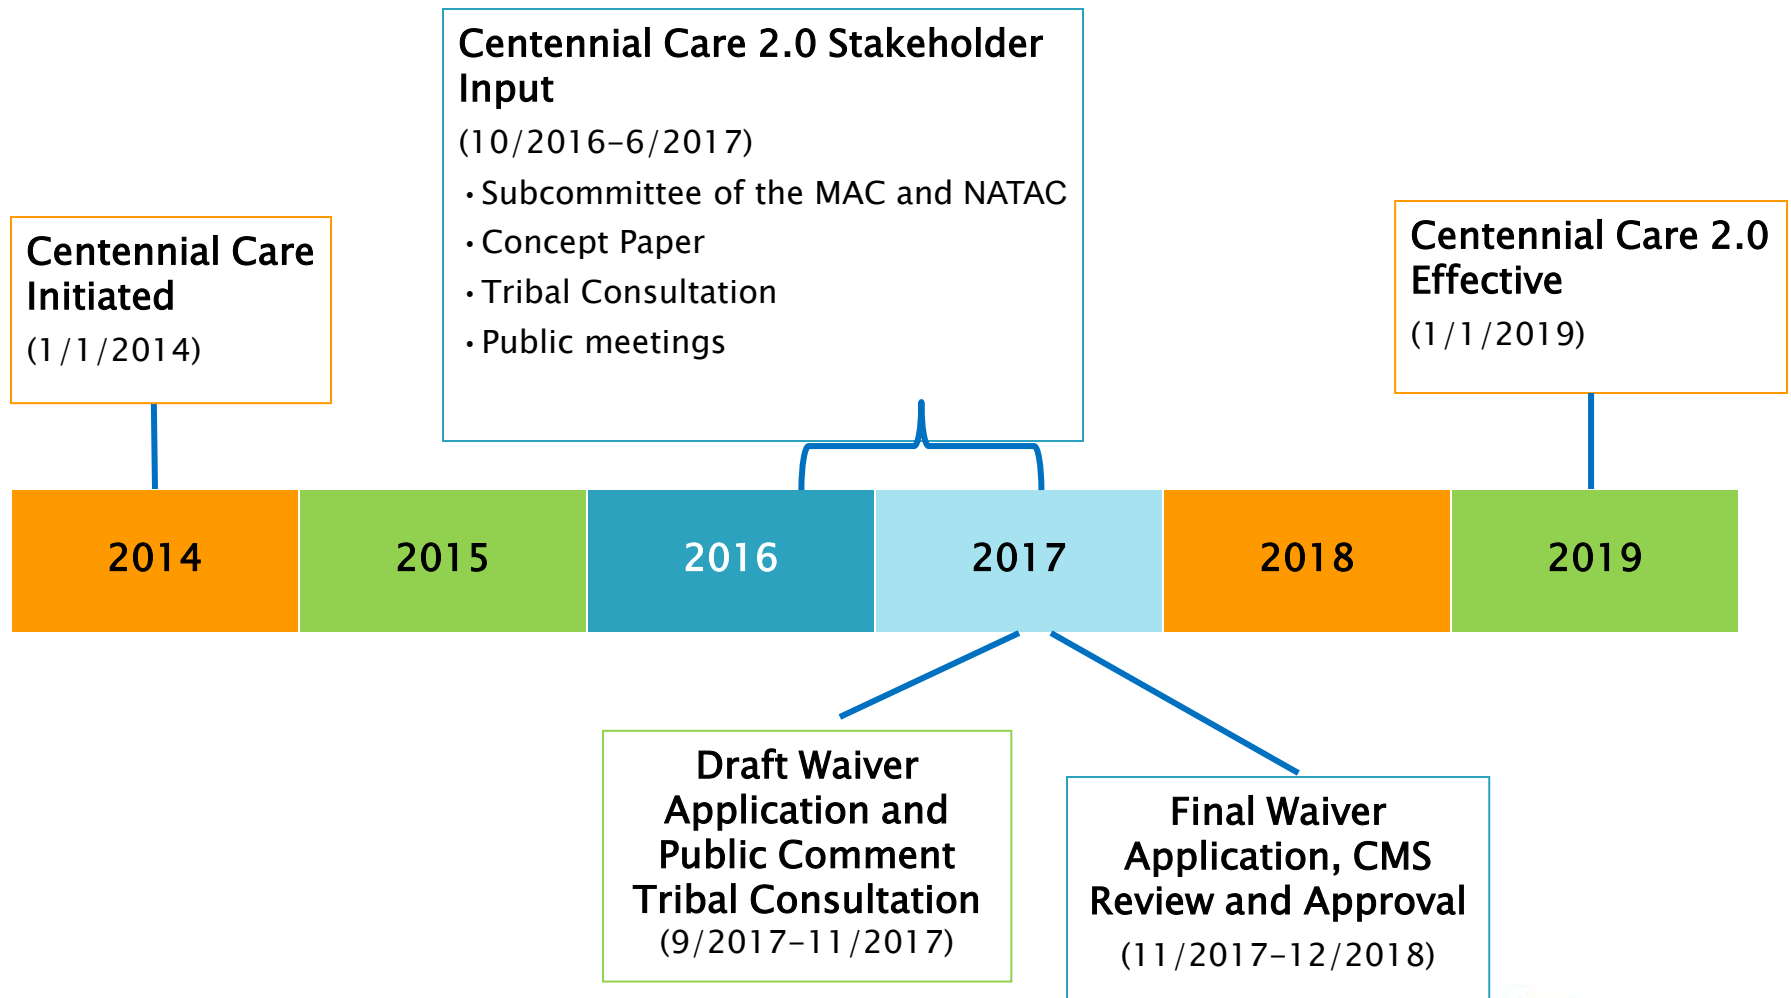 Centennial Care 2.0 Stakeholder
Input
(10/2016-6/2017)
• Subcommittee of the MAC and NATAC
• Concept Paper
• Tribal Consultation
• Public meetings
Centennial Care
Initiated
(1/1/2014)
Centennial Care 2.0
Effective
(1/1/2019)
2014
2015
2016
2017
2018
2019
Draft Waiver
Application and
Public Comment
Tribal Consultation
(9/2017-11/2017)
Final Waiver
Application, CMS
Review and Approval
(11/2017-12/2018)